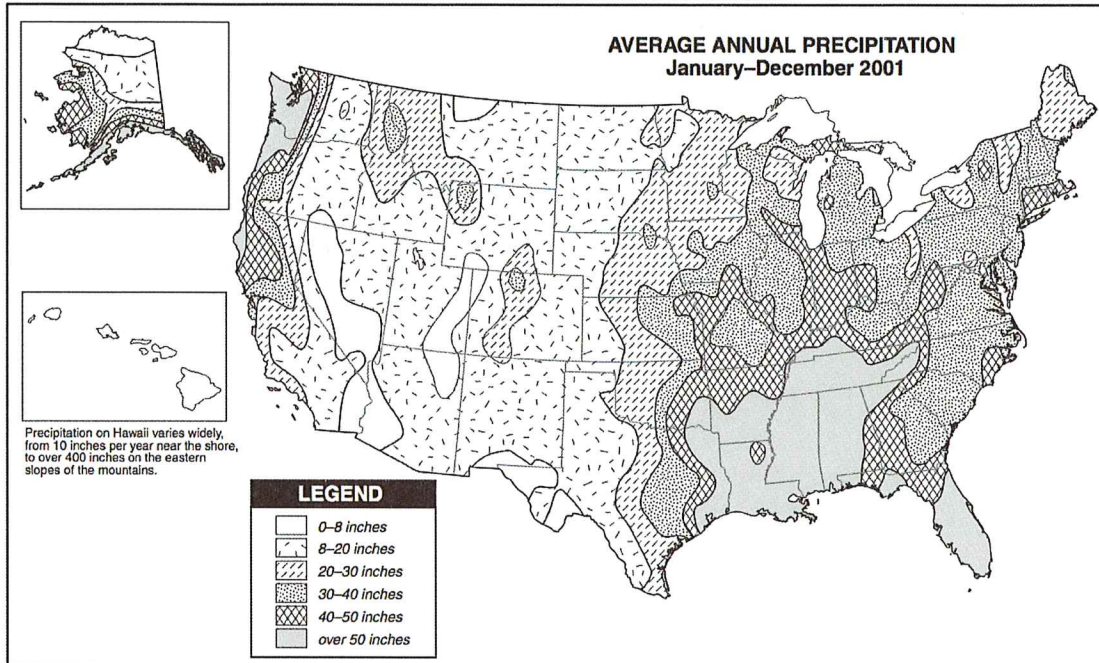 AVERAGE ANNUAL PRECIPITATION
January–December 2001
Precipitation on Hawaii varies widely,
from 10 inches per year near the shore,
to over 400 inches on the eastern
slopes of the mountains.
LEGEND
0–8 inches
8–20 inches
20–30 inches
30–40 inches
40–50 inches
over 50 inches